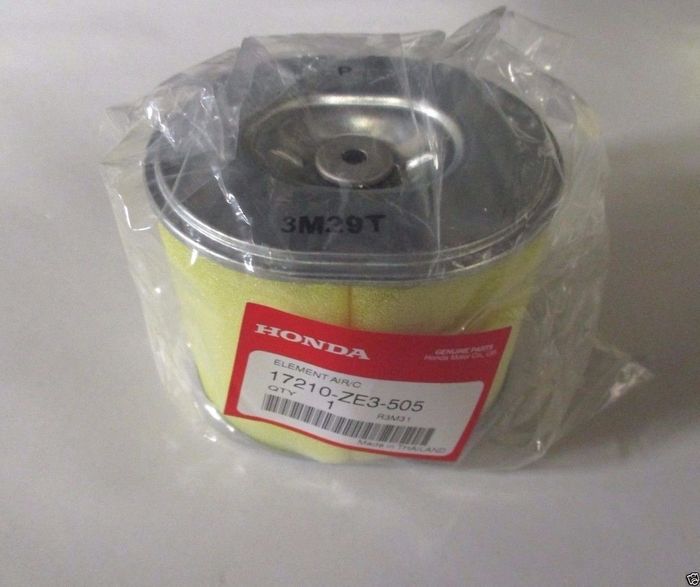 P
3M29T
HONDA
GENUINE PARTS
Honda Motor Co., Ltd.
ELEMENT AIR/C
17210-ZE3-505
QTY 1
R3M31
Made in THAILAND